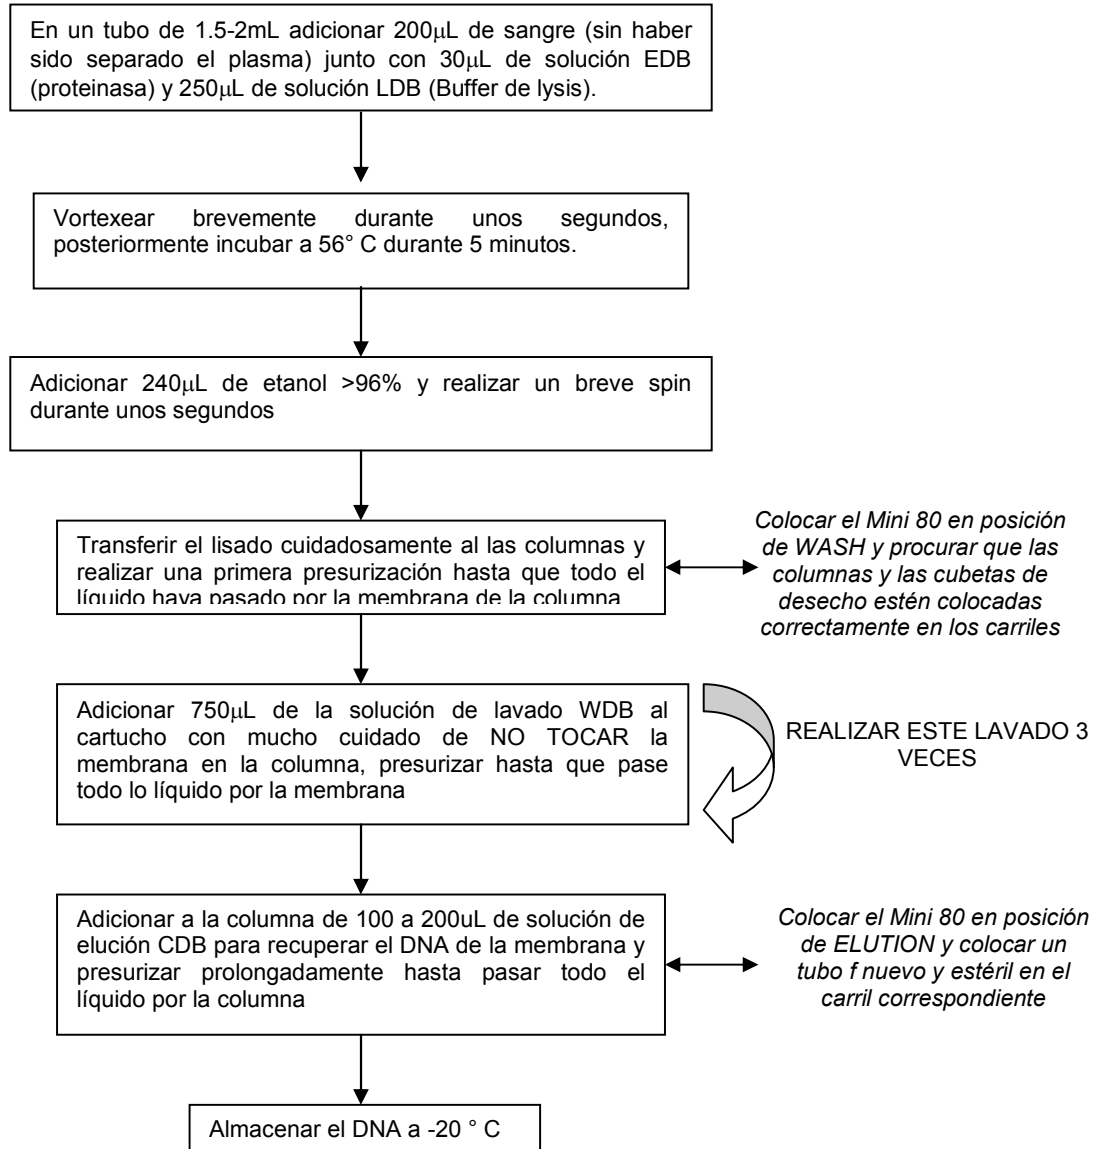 En un tubo de 1.5-2mL adicionar 200μL de sangre (sin haber
sido separado el plasma) junto con 30μL de solución EDB
(proteinasa) y 250μL de solución LDB (Buffer de lysis).
Vortexear brevemente durante unos segundos,
posteriormente incubar a 56° C durante 5 minutos.
Adicionar 240μL de etanol >96% y realizar un breve spin
durante unos segundos
Transferir el lisado cuidadosamente al las columnas y
realizar una primera presurización hasta que todo el
líquido haya pasado por la membrana de la columna
Colocar el Mini 80 en posición
de WASH y procurar que las
columnas y las cubetas de
desecho estén colocadas
correctamente en los carriles
Adicionar 750μL de la solución de lavado WDB al
cartucho con mucho cuidado de NO TOCAR la
membrana en la columna, presurizar hasta que pase
todo lo líquido por la membrana
REALIZAR ESTE LAVADO 3
VECES
Adicionar a la columna de 100 a 200uL de solución de
elución CDB para recuperar el DNA de la membrana y
presurizar prolongadamente hasta pasar todo el
líquido por la columna
Colocar el Mini 80 en posición
de ELUTION y colocar un
tubo f nuevo y estéril en el
carril correspondiente
Almacenar el DNA a -20 ° C